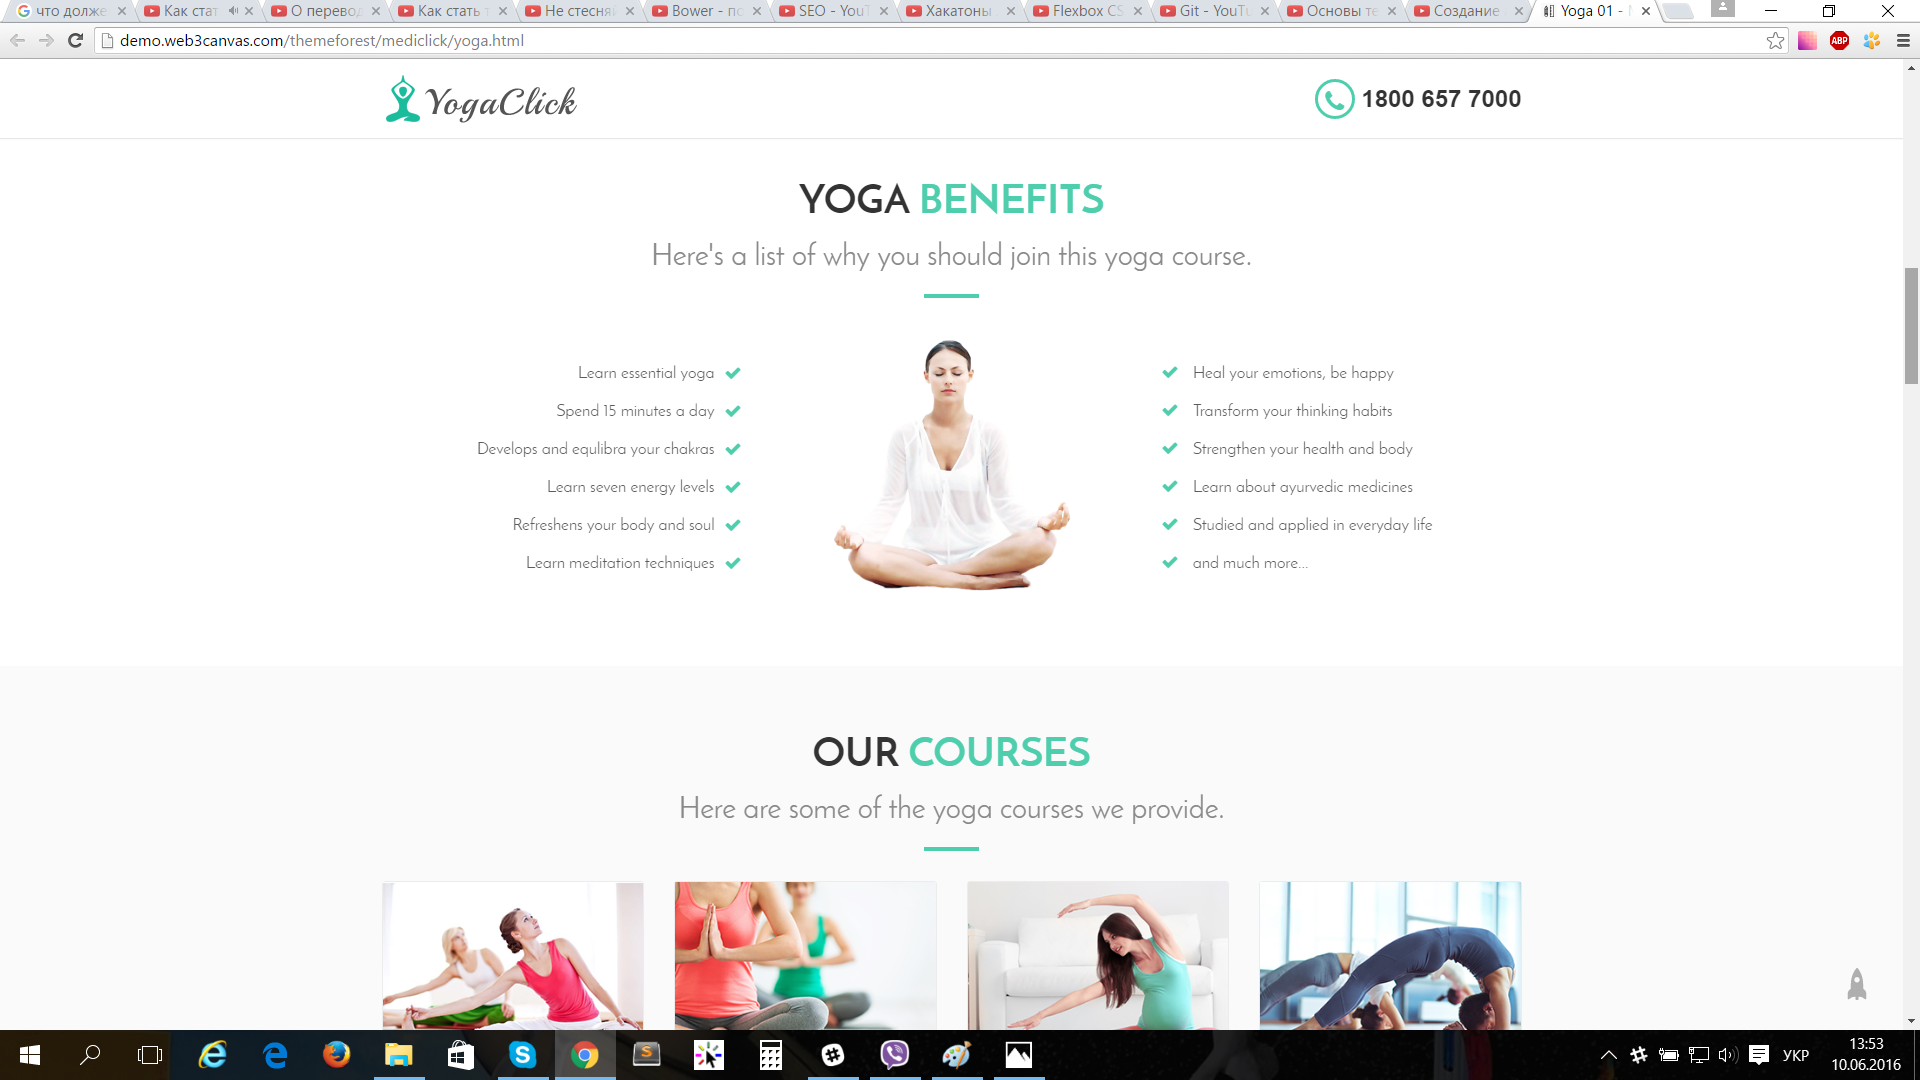 что долже
Как стат
О перевод
Как стать т
Не стесняй
Bower - по
SEO - YouT
Хакатоны
Flexbox CS
Git - YouTu
Основы те
Создание
Yoga 01 -
demo.web3canvas.com/themeforest/mediclick/yoga.html
ABP
YogaClick
1800 657 7000
YOGA BENEFITS
Here's a list of why you should join this yoga course.
Learn essential yoga
Spend 15 minutes a day
Develops and equlibra your chakras
Learn seven energy levels
Refreshens your body and soul
Learn meditation techniques
Heal your emotions, be happy
Transform your thinking habits
Strengthen your health and body
Learn about ayurvedic medicines
Studied and applied in everyday life
and much more...
OUR COURSES
Here are some of the yoga courses we provide.
УКР
13:53
10.06.2016